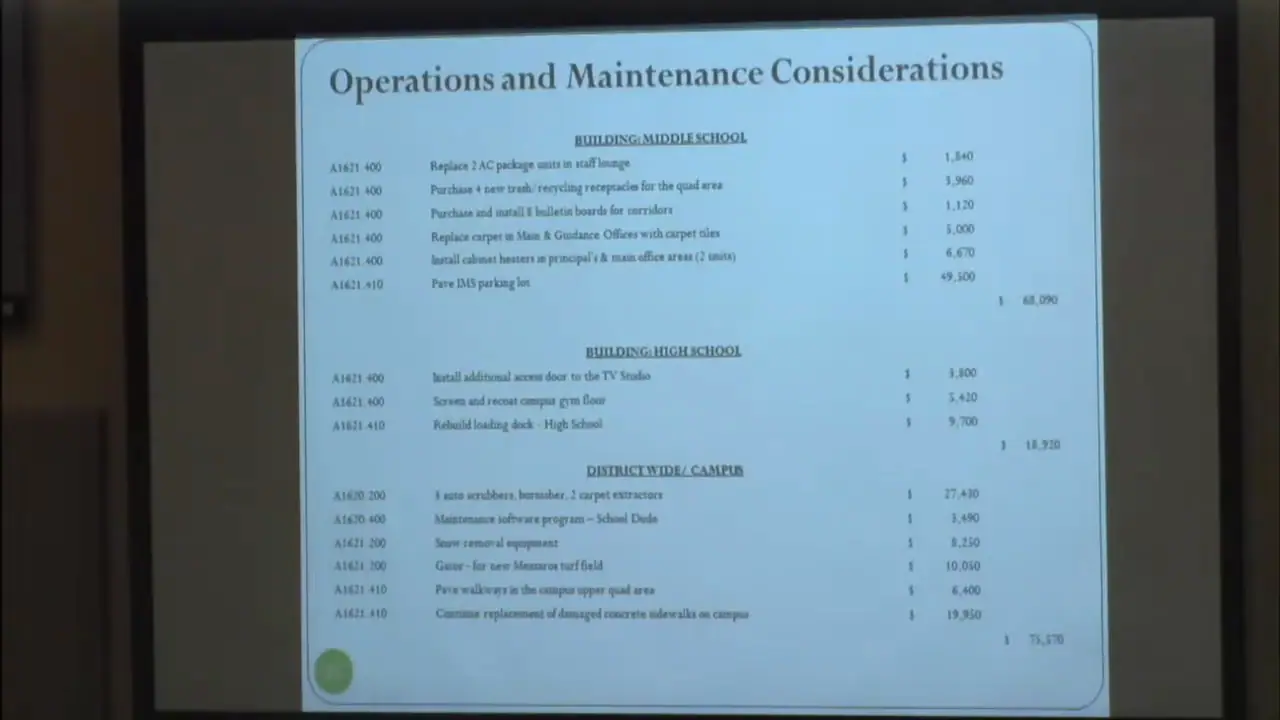 Operations and Maintenance Considerations
BUILDING: MIDDLE SCHOOL
A1621.400 Replace 2 AC package units in staff lounge $ 1,840
A1621.400 Purchase 4 new trash/recycling receptacles for the quad area $ 3,960
A1621.400 Purchase and install 8 bulletin boards for corridors $ 1,120
A1621.400 Replace carpet in Main & Guidance Offices with carpet tiles $ 5,000
A1621.400 Install cabinet heaters in principal's & main office areas (2 units) $ 6,670
A1621.410 Pave IMS parking lot $ 49,500
$ 68,090
BUILDING: HIGH SCHOOL
A1621.400 Install additional access door to the TV Studio $ 3,800
A1621.400 Screen and recoat campus gym floor $ 5,420
A1621.410 Rebuild loading dock - High School $ 9,700
$ 18,920
DISTRICT WIDE/ CAMPUS
A1620.200 auto scrubbers, 2 carpet extractors $ 27,430
A1620.400 Maintenance software program – School Dude $ 3,490
A1621.200 Snow removal equipment $ 8,250
A1621.200 Gator - for new turf field $ 10,050
A1621.410 Pave walkways in the campus upper quad area $ 6,400
A1621.410 Continue replacement of damaged concrete sidewalks on campus $ 19,950
$ 75,570